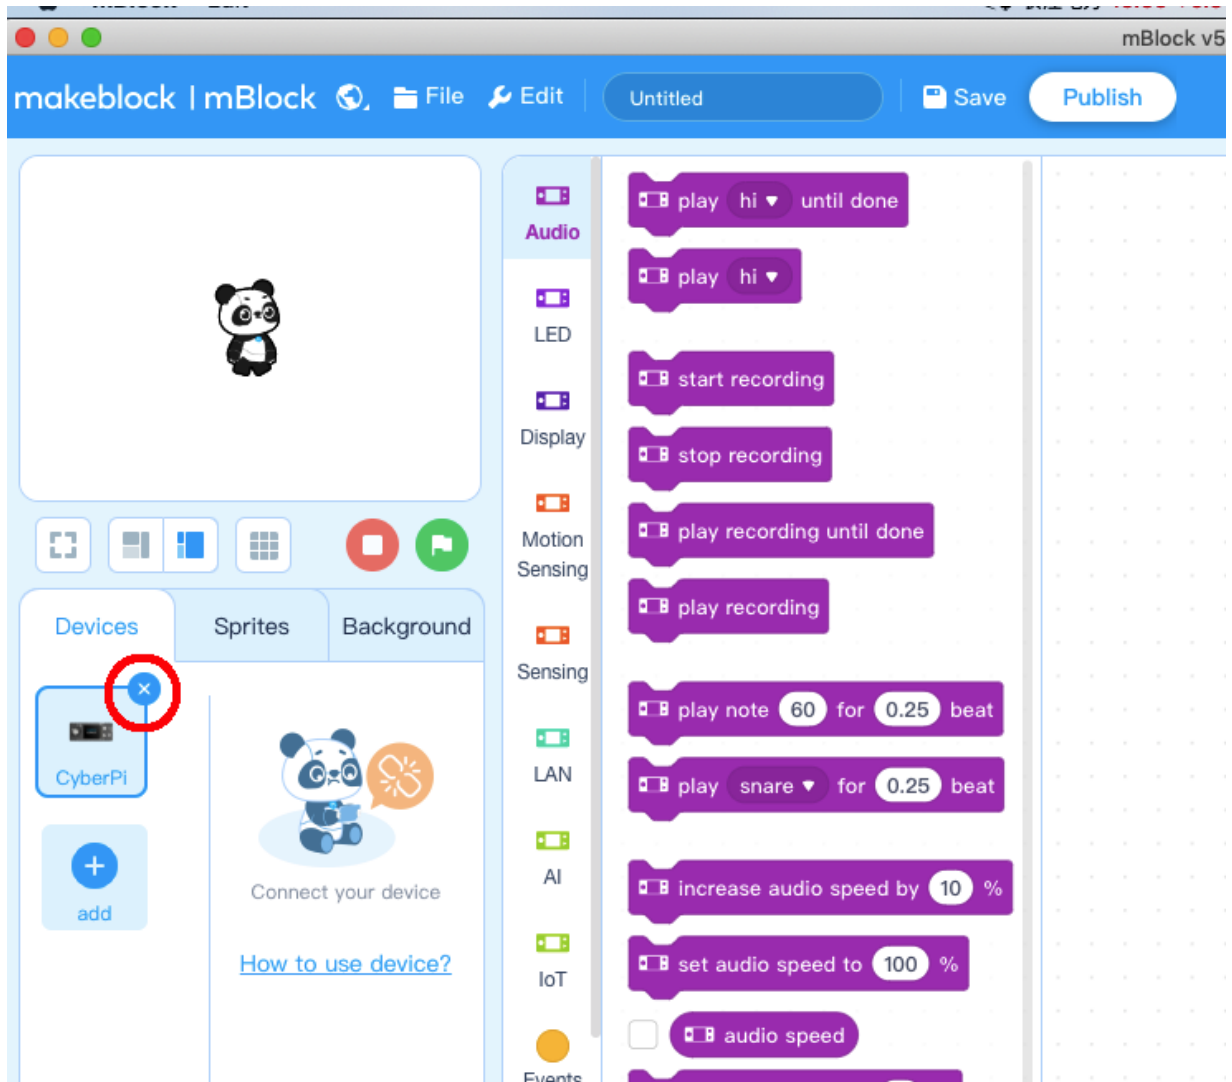 mBlock v5
makeblock | mBlock
File
Edit
Untitled
Save
Publish
Audio
LED
Display
Motion
Sensing
Sensing
LAN
AI
IoT
Events
play hi ▼ until done
play hi ▼
start recording
stop recording
play recording until done
play recording
play note 60 for 0.25 beat
play snare ▼ for 0.25 beat
increase audio speed by 10 %
set audio speed to 100 %
audio speed
Devices
Sprites
Background
CyberPi
add
Connect your device
How to use device?